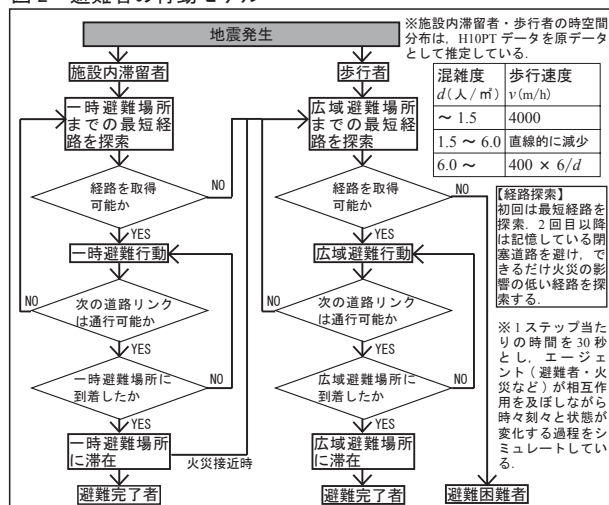 図2 避難者の行動モデル
地震発生
※施設内滞留者・歩行者の時空間
分布は，H10PTデータを原データ
として推定している.
施設内滞留者
歩行者
混雑度
d(人/㎡)
歩行速度
v(m/h)
～1.5
4000
1.5～6.0
直線的に減少
6.0～
400 × 6/d
一時避難場所
までの最短経
路を探索
広域避難場所
までの最短経
路を探索
経路を取得
可能か
NO
経路を取得
可能か
NO
YES
YES
【経路探索】
初回は最短経路を
探索．2回目以降
は記憶している閉
塞道路を避け，で
きるだけ火災の影
響の低い経路を探
索する.
一時避難行動
広域避難行動
次の道路リンク
は通行可能か
NO
次の道路リンク
は通行可能か
NO
YES
YES
※1ステップ当た
りの時間を30秒
とし，エージェ
ント(避難者・火
災など)が相互作
用を及ぼしながら
時々刻々と状態が
変化する過程をシ
ミュレートしてい
る.
一時避難場所に
到着したか
NO
広域避難場所に
到着したか
NO
YES
YES
一時避難場所
に滞在
火災接近時
広域避難場所
に滞在
避難完了者
避難完了者
避難困難者